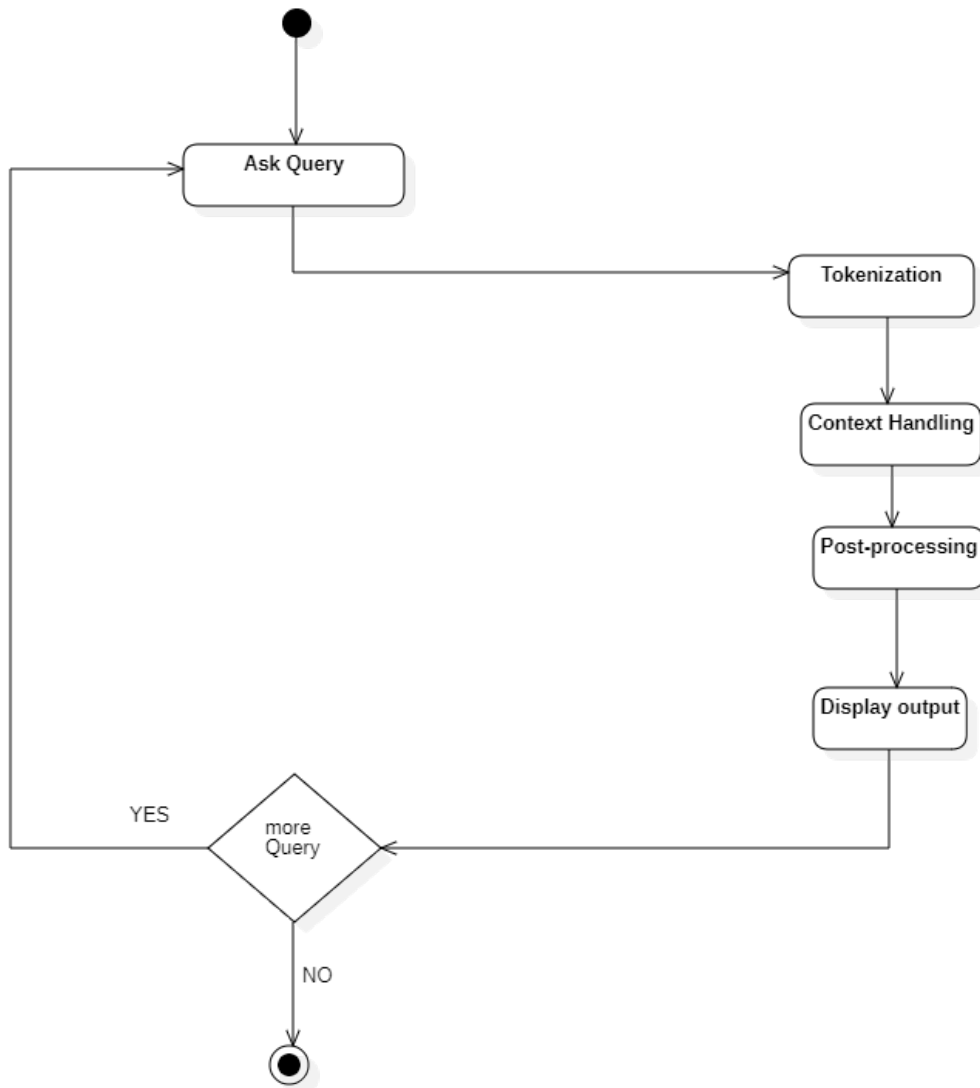 Ask Query
Tokenization
Context Handling
Post-processing
Display output
YES
more
Query
NO